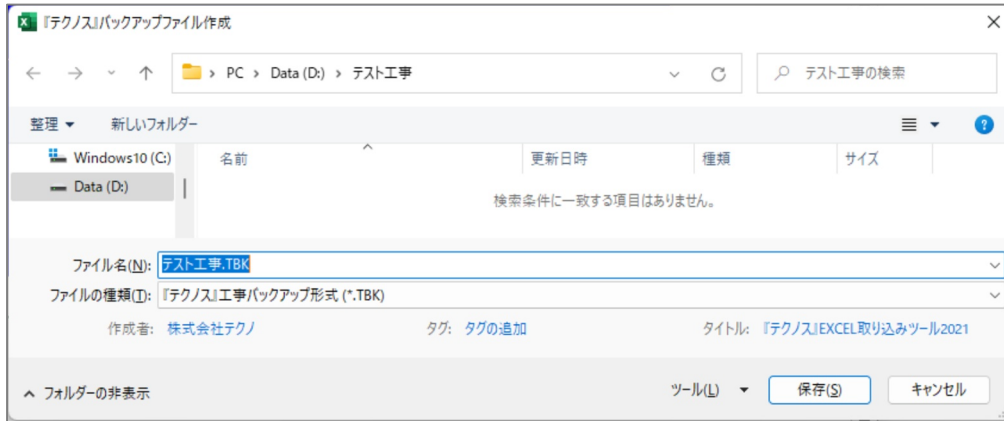 『テクノス』バックアップファイル作成
PC > Data (D:) > テスト工事
テスト工事の検索
整理 新しいフォルダー
Windows10 (C:)
Data (D:)
名前 更新日時 種類 サイズ
検索条件に一致する項目はありません。
ファイル名(N): テスト工事.TBK
ファイルの種類(T): 『テクノス』工事バックアップ形式 (*.TBK)
作成者: 株式会社テクノ タグ: タグの追加 タイトル: 『テクノス』EXCEL取り込みツール2021
フォルダーの非表示 ツール(L) 保存(S) キャンセル